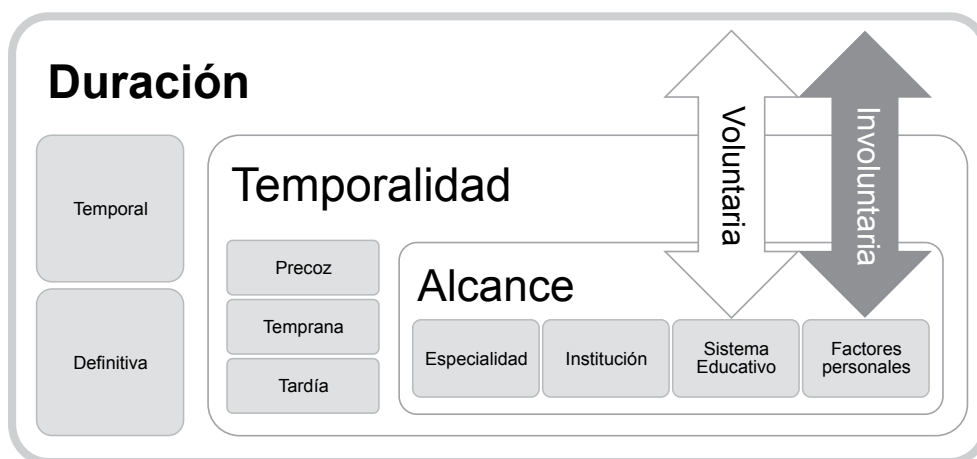 Duración
Temporal
Definitiva
Temporalidad
Precoz
Temprana
Tardía
Alcance
Especialidad
Institución
Sistema
Educativo
Factores
personales
Voluntaria
Involuntaria